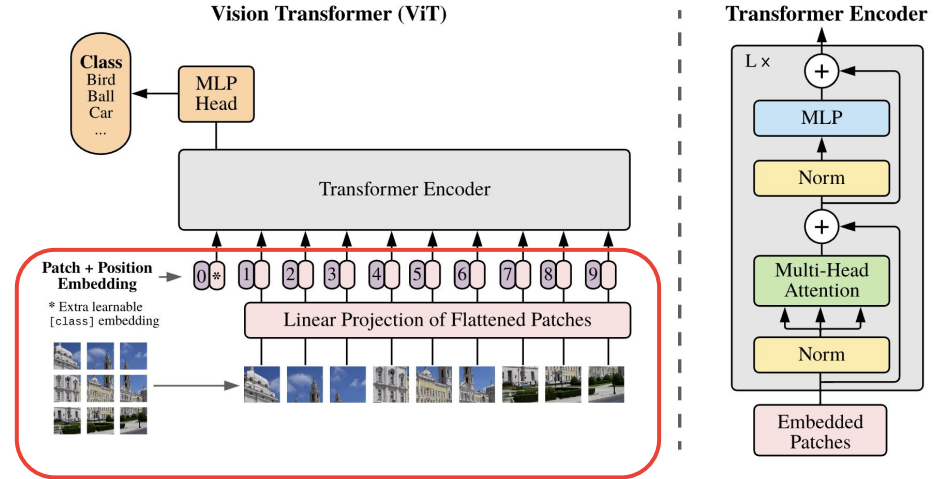 Vision Transformer (ViT)
Class
Bird
Ball
Car
...
MLP
Head
Transformer Encoder
Patch + Position
Embedding
0 * 1 2 3 4 5 6 7 8 9
* Extra learnable
[class] embedding
Linear Projection of Flattened Patches
Transformer Encoder
L ×
+
MLP
Norm
+
Multi-Head
Attention
Norm
Embedded
Patches